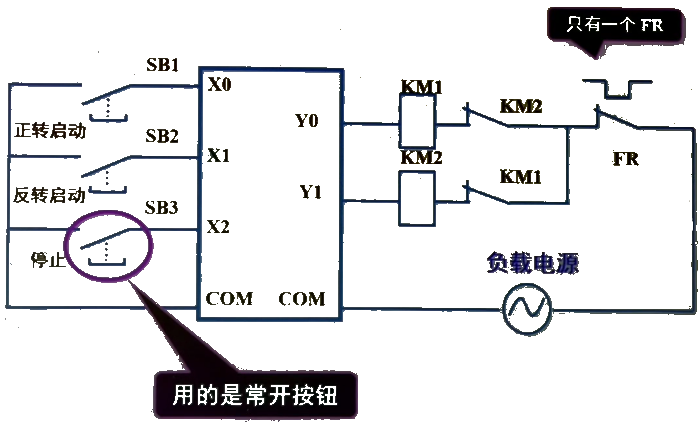 只有一个 FR
SB1
X0
KM1
KM2
正转启动
Y0
SB2
X1
KM2
FR
反转启动
Y1
KM1
SB3
X2
停止
负载电源
COM
COM
用的是常开按钮